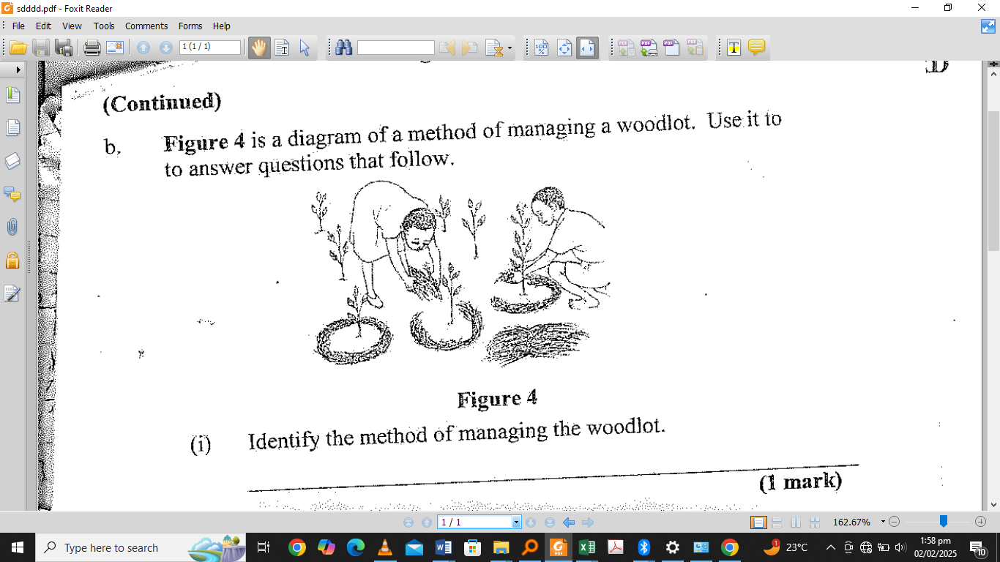 sdddd.pdf - Foxit Reader
File Edit View Tools Comments Forms Help
1 (1 / 1)
(Continued)
b. Figure 4 is a diagram of a method of managing a woodlot. Use it to
to answer questions that follow.
Figure 4
(i) Identify the method of managing the woodlot.
(1 mark)
1 / 1
162.67%
Type here to search
23°C
1:58 pm
02/02/2025
10